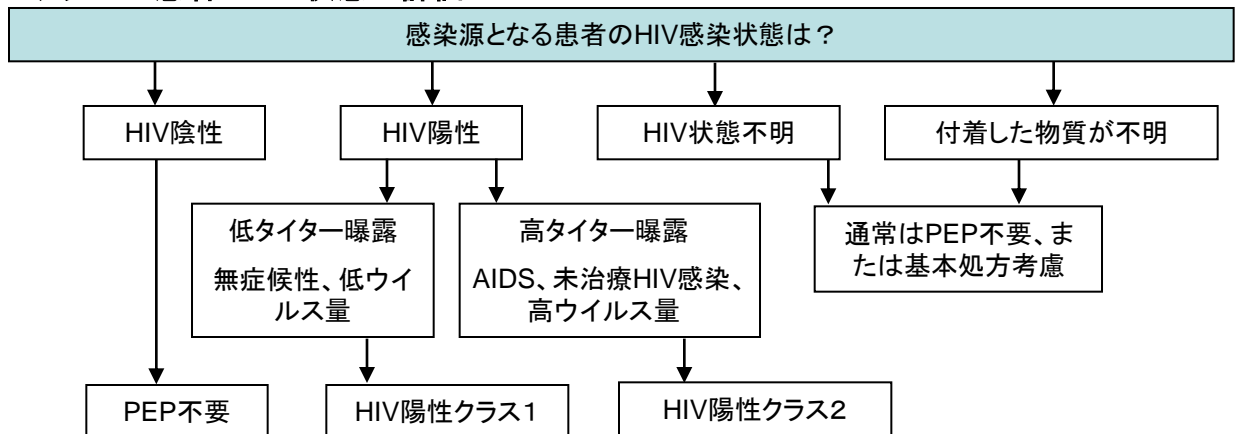 感染源となる患者のHIV感染状態は？
HIV陰性
HIV陽性
HIV状態不明
付着した物質が不明
低タイター曝露
無症候性、低ウイ
ルス量
高タイター曝露
AIDS、未治療HIV感染、
高ウイルス量
通常はPEP不要、ま
たは基本処方考慮
PEP不要
HIV陽性クラス1
HIV陽性クラス２